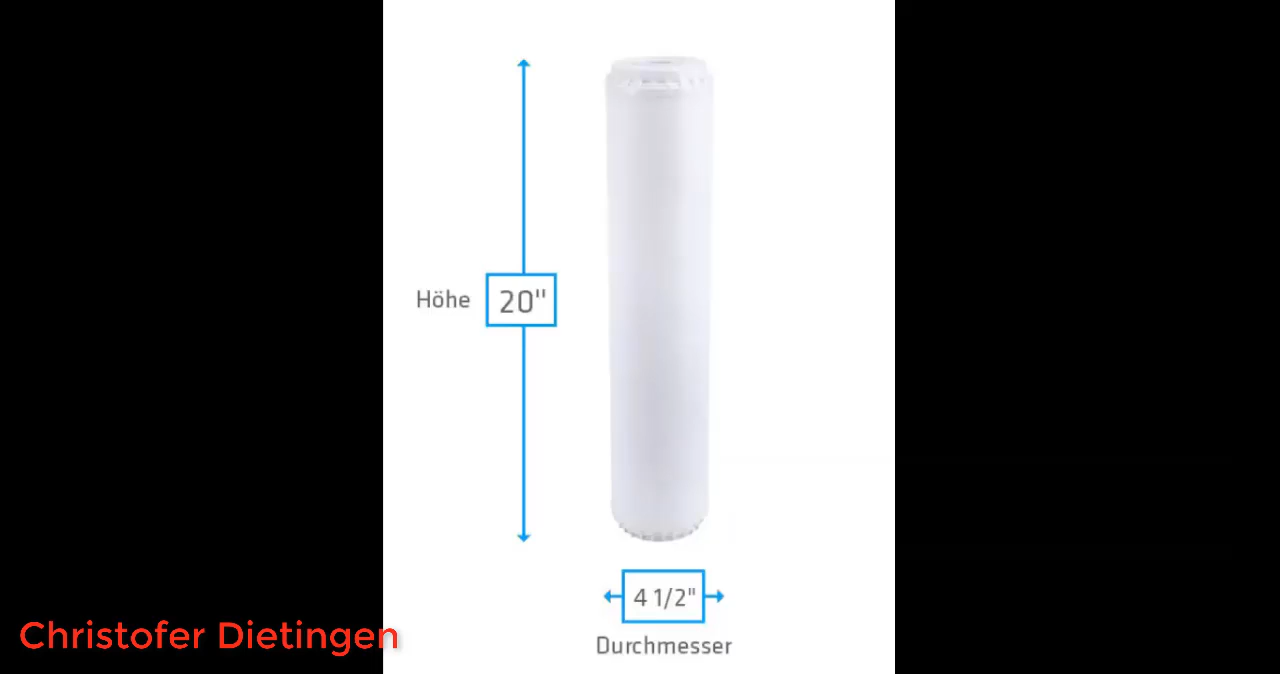 Höhe
20"
4 1/2"
Durchmesser
Christofer Dietingen